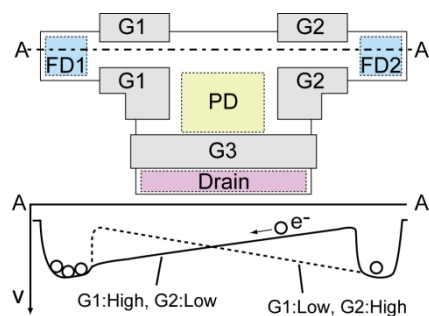 G1 G2
A A
FD1 FD2
G1 G2
PD
G3
Drain
A A
e-
V
G1:High, G2:Low G1:Low, G2:High